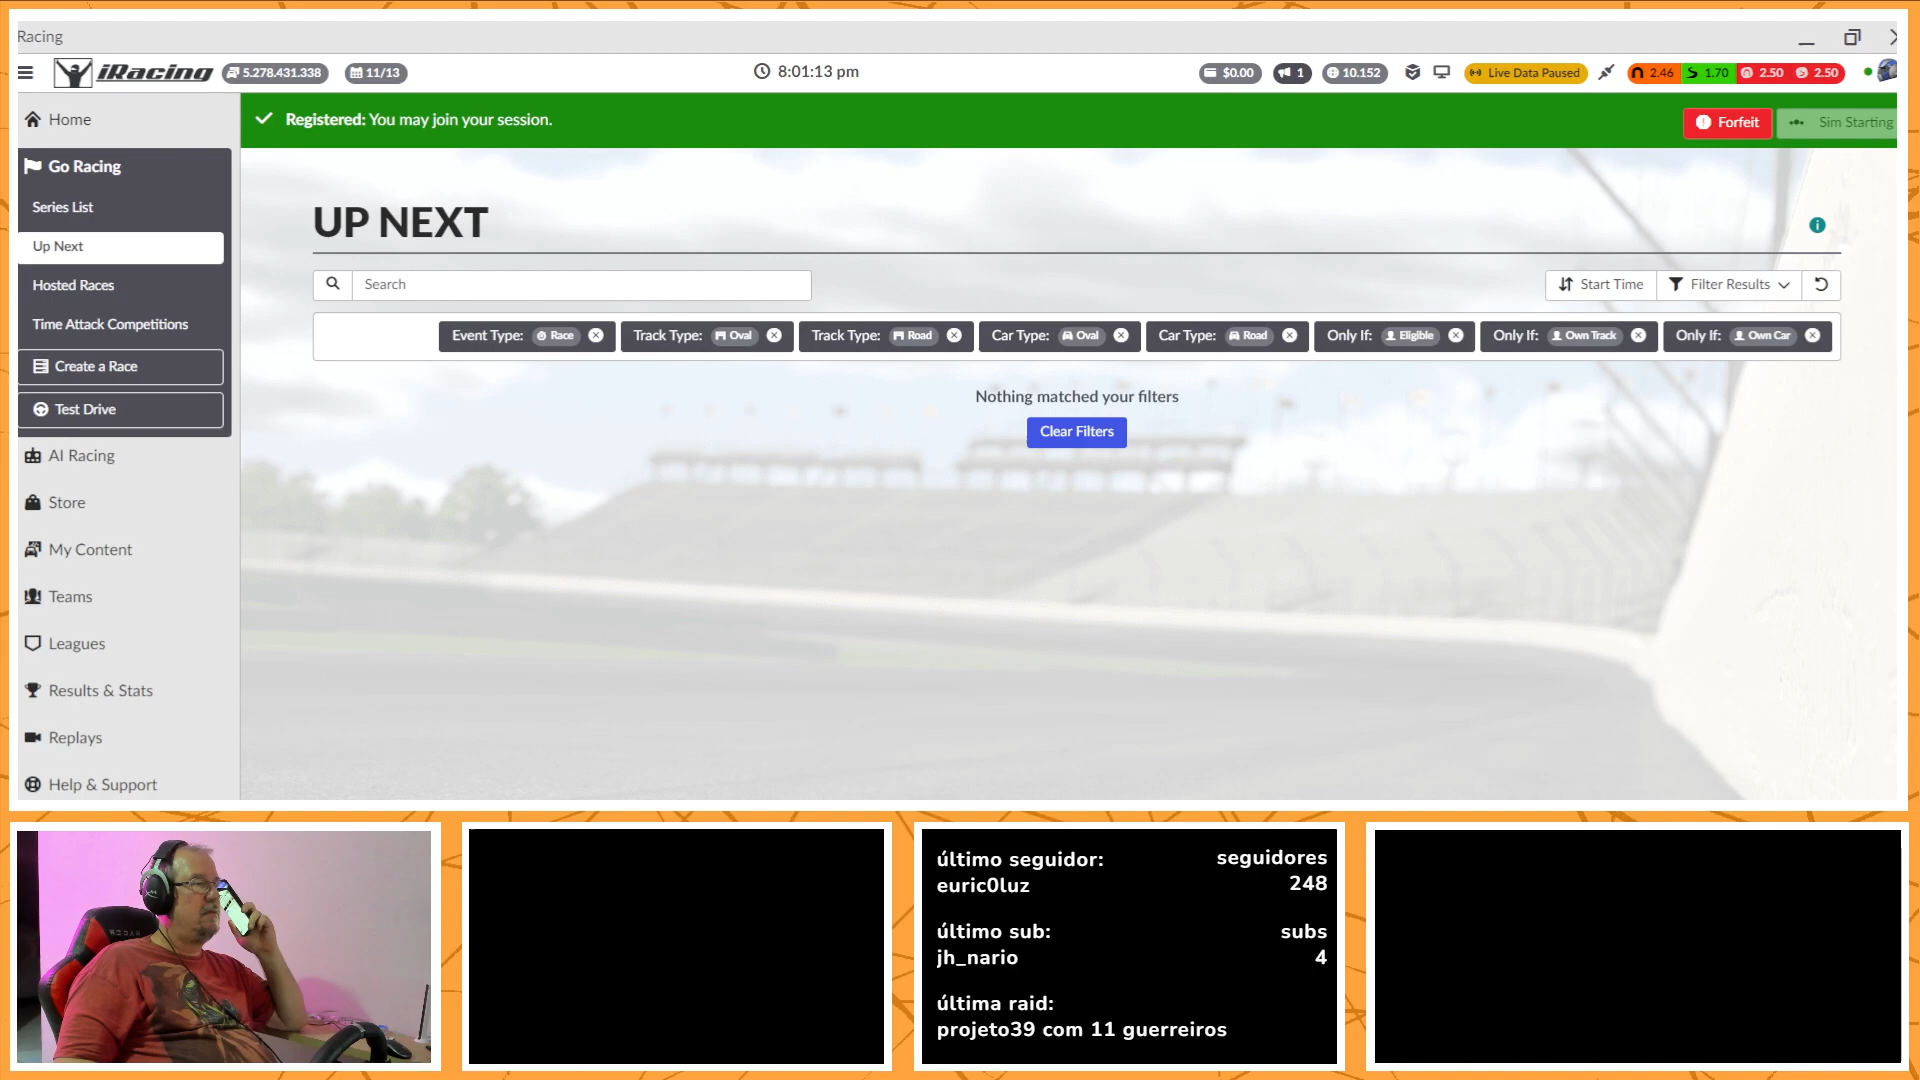 Racing
iRacing 5.278.431.338 11/13 8:01:13 pm $0.00 1 10.152 Live Data Paused 2.46 1.70 2.50 2.50
Home
Registered: You may join your session. Forfeit Sim Starting
Go Racing
Series List
Up Next
Hosted Races
Time Attack Competitions
Create a Race
Test Drive
AI Racing
Store
My Content
Teams
Leagues
Results & Stats
Replays
Help & Support
UP NEXT
Search Start Time Filter Results
Event Type: Race Track Type: Oval Track Type: Road Car Type: Oval Car Type: Road Only If: Eligible Only If: Own Track Only If: Own Car
Nothing matched your filters
Clear Filters
último seguidor: seguidores
euric0luz 248
último sub: subs
jh_nario 4
última raid:
projeto39 com 11 guerreiros